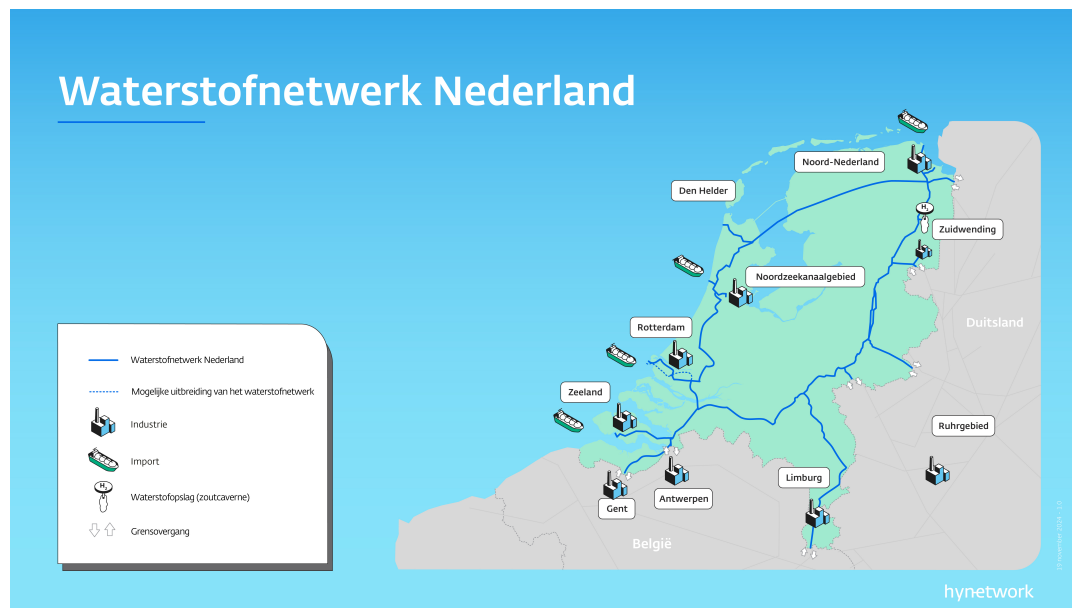 Waterstofnetwerk Nederland
Noord-Nederland
Den Helder
H₂
Zuidwending
Noordzeekanaalgebied
Rotterdam
Duitsland
Zeeland
Ruhrgebied
Limburg
Antwerpen
Gent
België
Waterstofnetwerk Nederland
Mogelijke uitbreiding van het waterstofnetwerk
Industrie
Import
H₂
Waterstofopslag (zoutcaverne)
Grensovergang
hynetwork